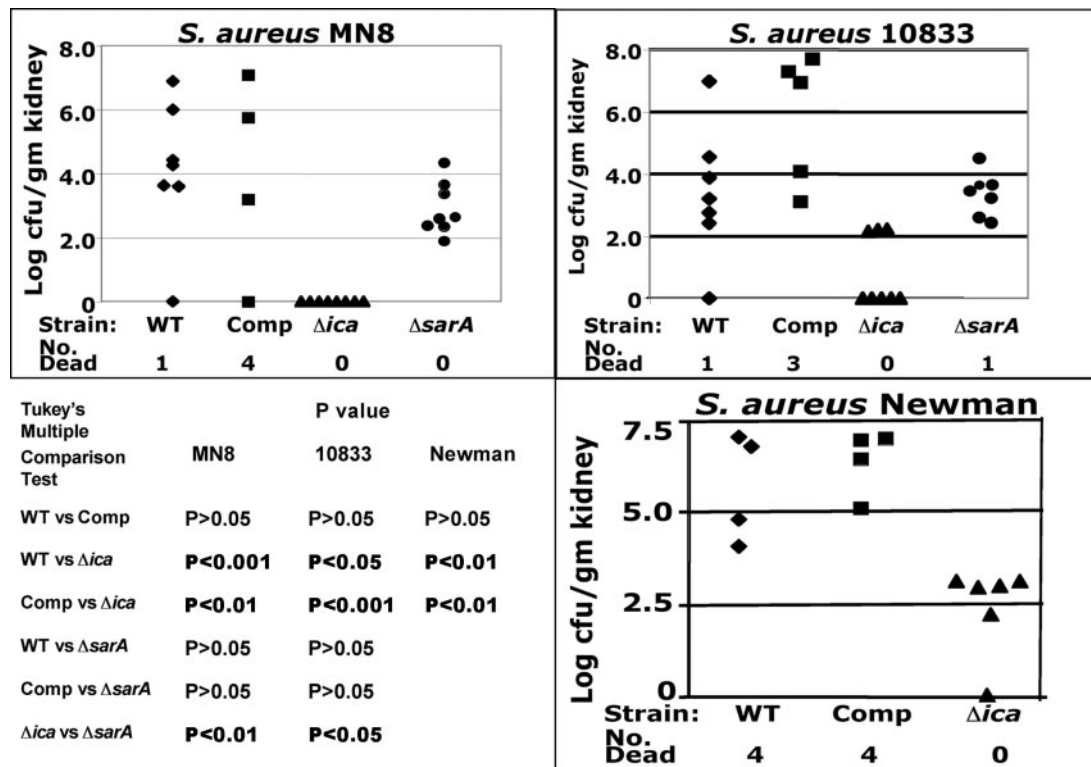 S. aureus MN8
Log cfu/gm kidney
8.0
6.0
4.0
2.0
0
Strain: WT Comp Δica ΔsarA
No.
Dead 1 4 0 0
S. aureus 10833
Log cfu/gm kidney
8.0
6.0
4.0
2.0
0
Strain: WT Comp Δica ΔsarA
No.
Dead 1 3 0 1
Tukey's P value
Multiple
Comparison MN8 10833 Newman
Test
WT vs Comp P>0.05 P>0.05 P>0.05
WT vs Δica P<0.001 P<0.05 P<0.01
Comp vs Δica P<0.01 P<0.001 P<0.01
WT vs ΔsarA P>0.05 P>0.05
Comp vs ΔsarA P>0.05 P>0.05
Δica vs ΔsarA P<0.01 P<0.05
S. aureus Newman
Log cfu/gm kidney
7.5
5.0
2.5
0
Strain: WT Comp Δica
No.
Dead 4 4 0